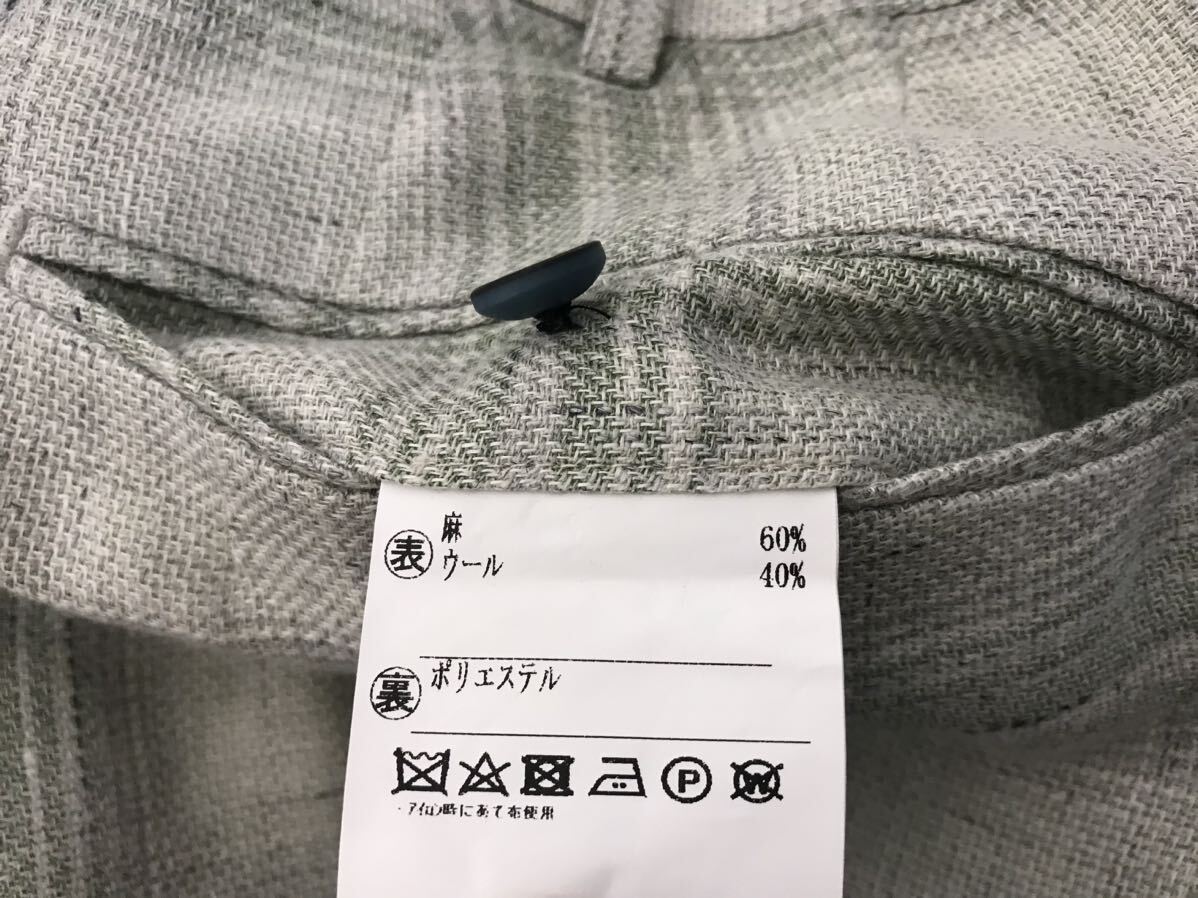 表 麻 60%
ウール 40%
裏 ポリエステル
P W
・アイロン時にあて布使用